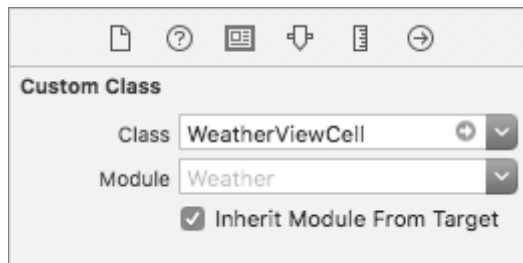 Custom Class
Class WeatherViewCell
Module Weather
Inherit Module From Target